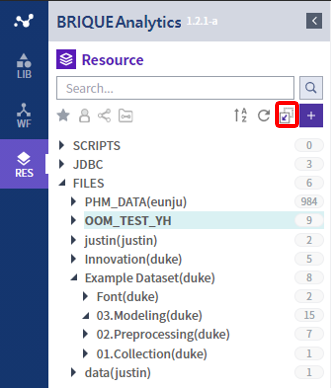 BRIQUEAnalytics 1.2.1-a
LIB
WF
RES
Resource
Search...
SCRIPTS 0
JDBC 3
FILES 6
PHM_DATA(eunju) 984
OOM_TEST_YH 9
justin(justin) 2
Innovation(duke) 5
Example Dataset(duke) 8
Font(duke) 2
03.Modeling(duke) 15
02.Preprocessing(duke) 7
01.Collection(duke) 1
data(justin) 1